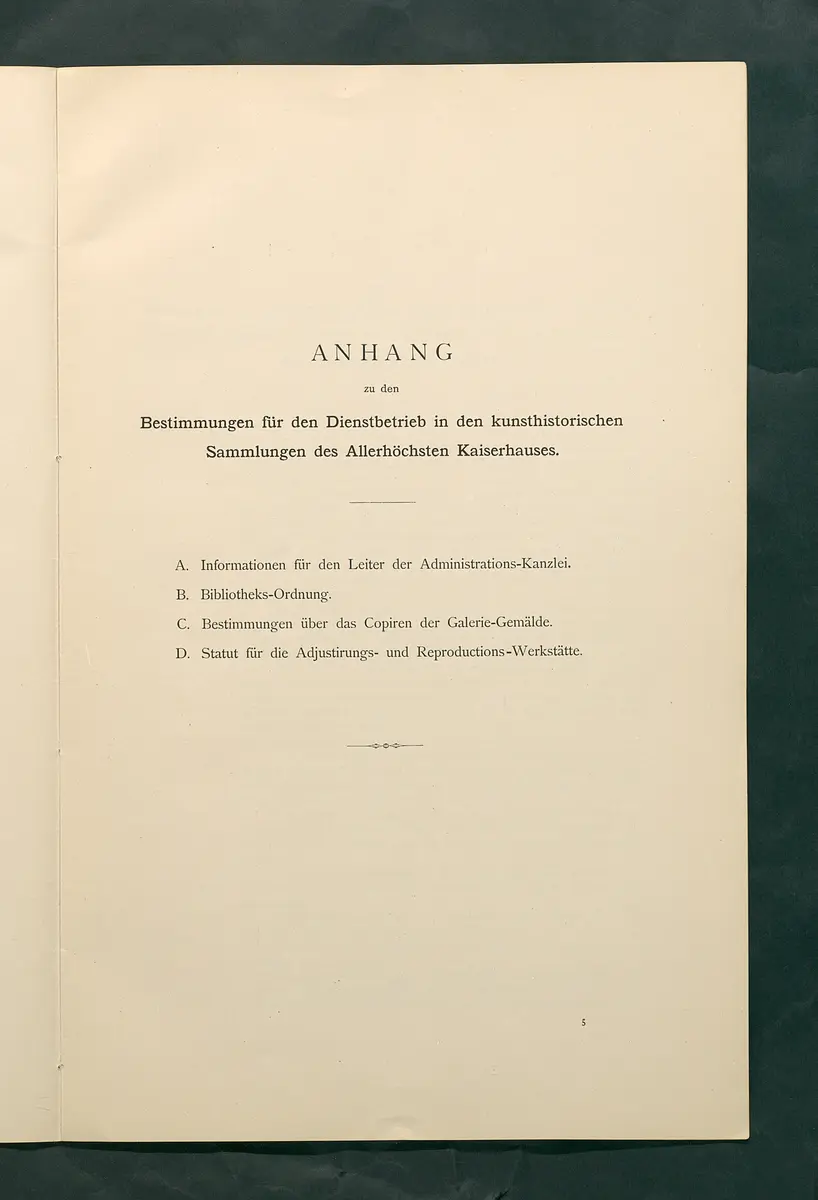 ANHANG
zu den
Bestimmungen für den Dienstbetrieb in den kunsthistorischen
Sammlungen des Allerhöchsten Kaiserhauses.
A. Informationen für den Leiter der Administrations-Kanzlei.
B. Bibliotheks-Ordnung.
C. Bestimmungen über das Copiren der Galerie-Gemälde.
D. Statut für die Adjustirungs- und Reproductions-Werkstätte.
5